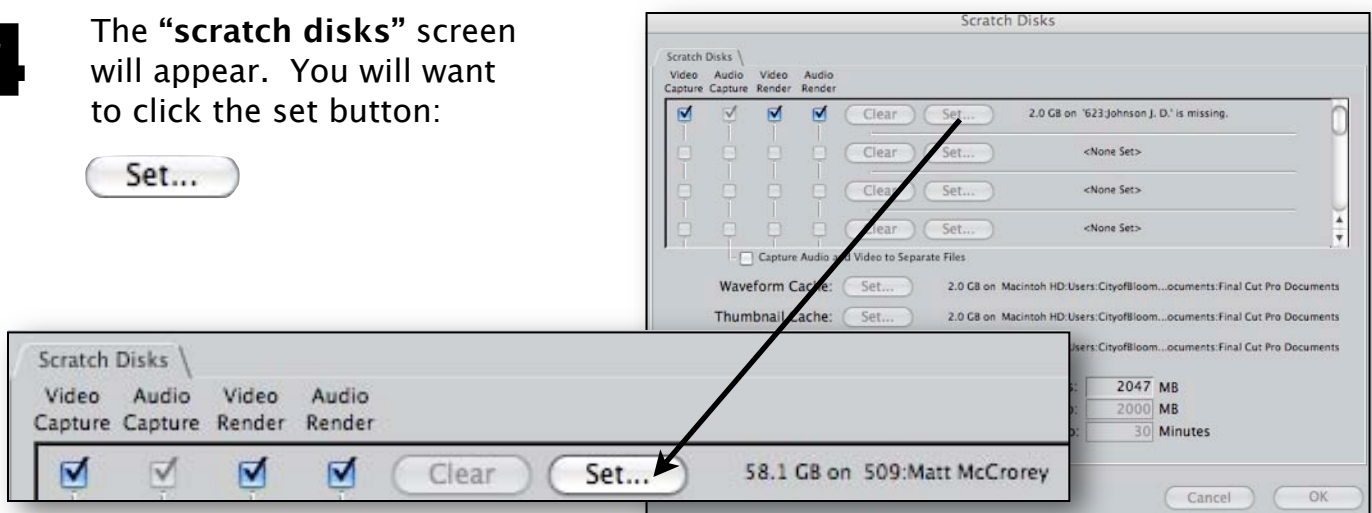 4
The “scratch disks” screen
will appear. You will want
to click the set button:
Set...
Scratch Disks
Scratch Disks
Video Audio Video Audio
Capture Capture Render Render
Clear Set... 2.0 GB on '623:Johnson J. D.' is missing.
Clear Set... <None Set>
Clear Set... <None Set>
Clear Set... <None Set>
Capture Audio and Video to Separate Files
Waveform Cache: Set... 2.0 GB on Macintoh HD:Users:CityofBloom...ocuments:Final Cut Pro Documents
Thumbnail Cache: Set... 2.0 GB on Macintoh HD:Users:CityofBloom...ocuments:Final Cut Pro Documents
Users:CityofBloom...ocuments:Final Cut Pro Documents
2047 MB
2000 MB
30 Minutes
Cancel OK
Scratch Disks
Video Audio Video Audio
Capture Capture Render Render
Clear Set... 58.1 GB on 509:Matt McCrorey